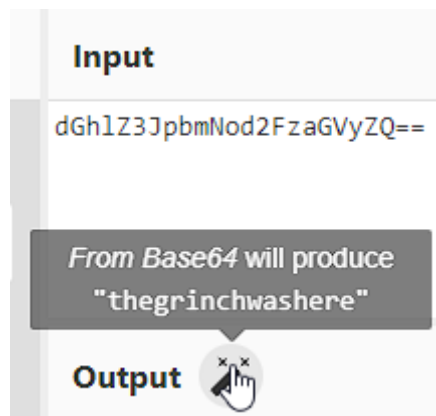 Input
dGhlZ3JpbmNod2FzaGVyZQ==
From Base64 will produce
"thegrinchwashere"
Output